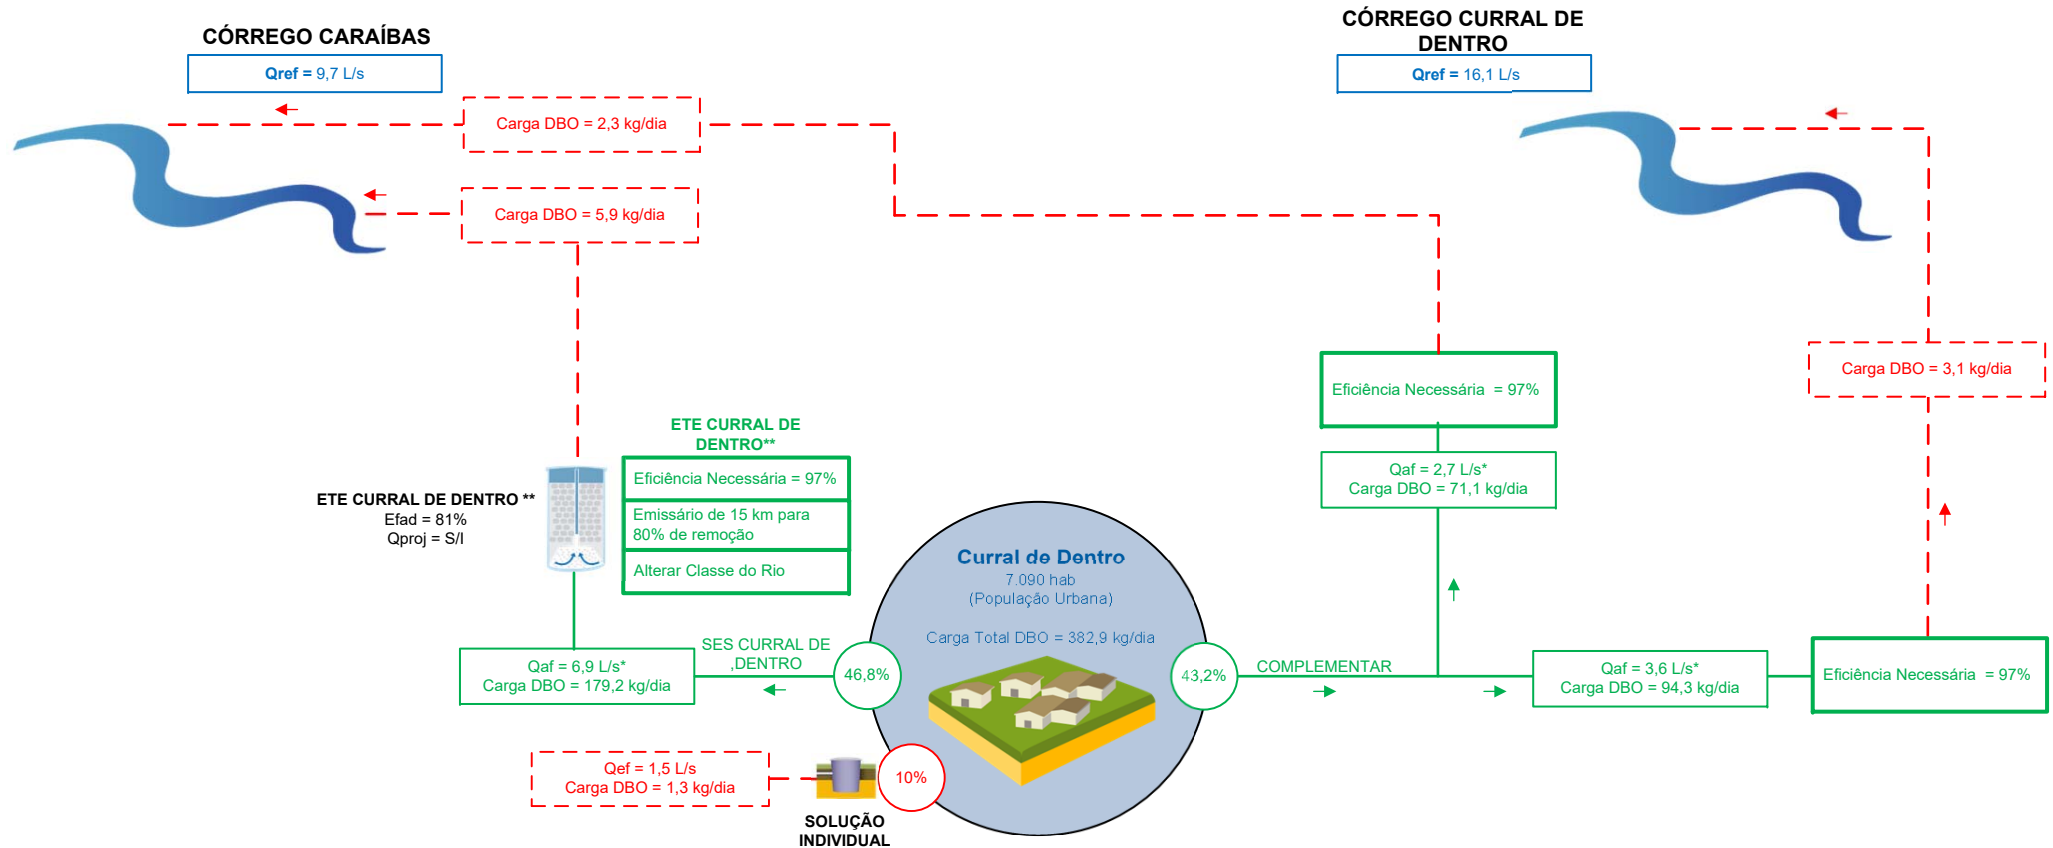 CÓRREGO CARAÍBAS
Qref = 9,7 L/s
CÓRREGO CURRAL DE
DENTRO
Qref = 16,1 L/s
Carga DBO = 2,3 kg/dia
Carga DBO = 5,9 kg/dia
Carga DBO = 3,1 kg/dia
Eficiência Necessária = 97%
Qaf = 2,7 L/s*
Carga DBO = 71,1 kg/dia
ETE CURRAL DE
DENTRO**
Eficiência Necessária = 97%
Emissário de 15 km para
80% de remoção
Alterar Classe do Rio
ETE CURRAL DE DENTRO **
Efad = 81%
Qproj = S/I
Curral de Dentro
7.090 hab
(População Urbana)
Carga Total DBO = 382,9 kg/dia
SES CURRAL DE
,DENTRO
46,8%
Qaf = 6,9 L/s*
Carga DBO = 179,2 kg/dia
43,2%
COMPLEMENTAR
Qaf = 3,6 L/s*
Carga DBO = 94,3 kg/dia
Eficiência Necessária = 97%
Qef = 1,5 L/s
Carga DBO = 1,3 kg/dia
10%
SOLUÇÃO
INDIVIDUAL